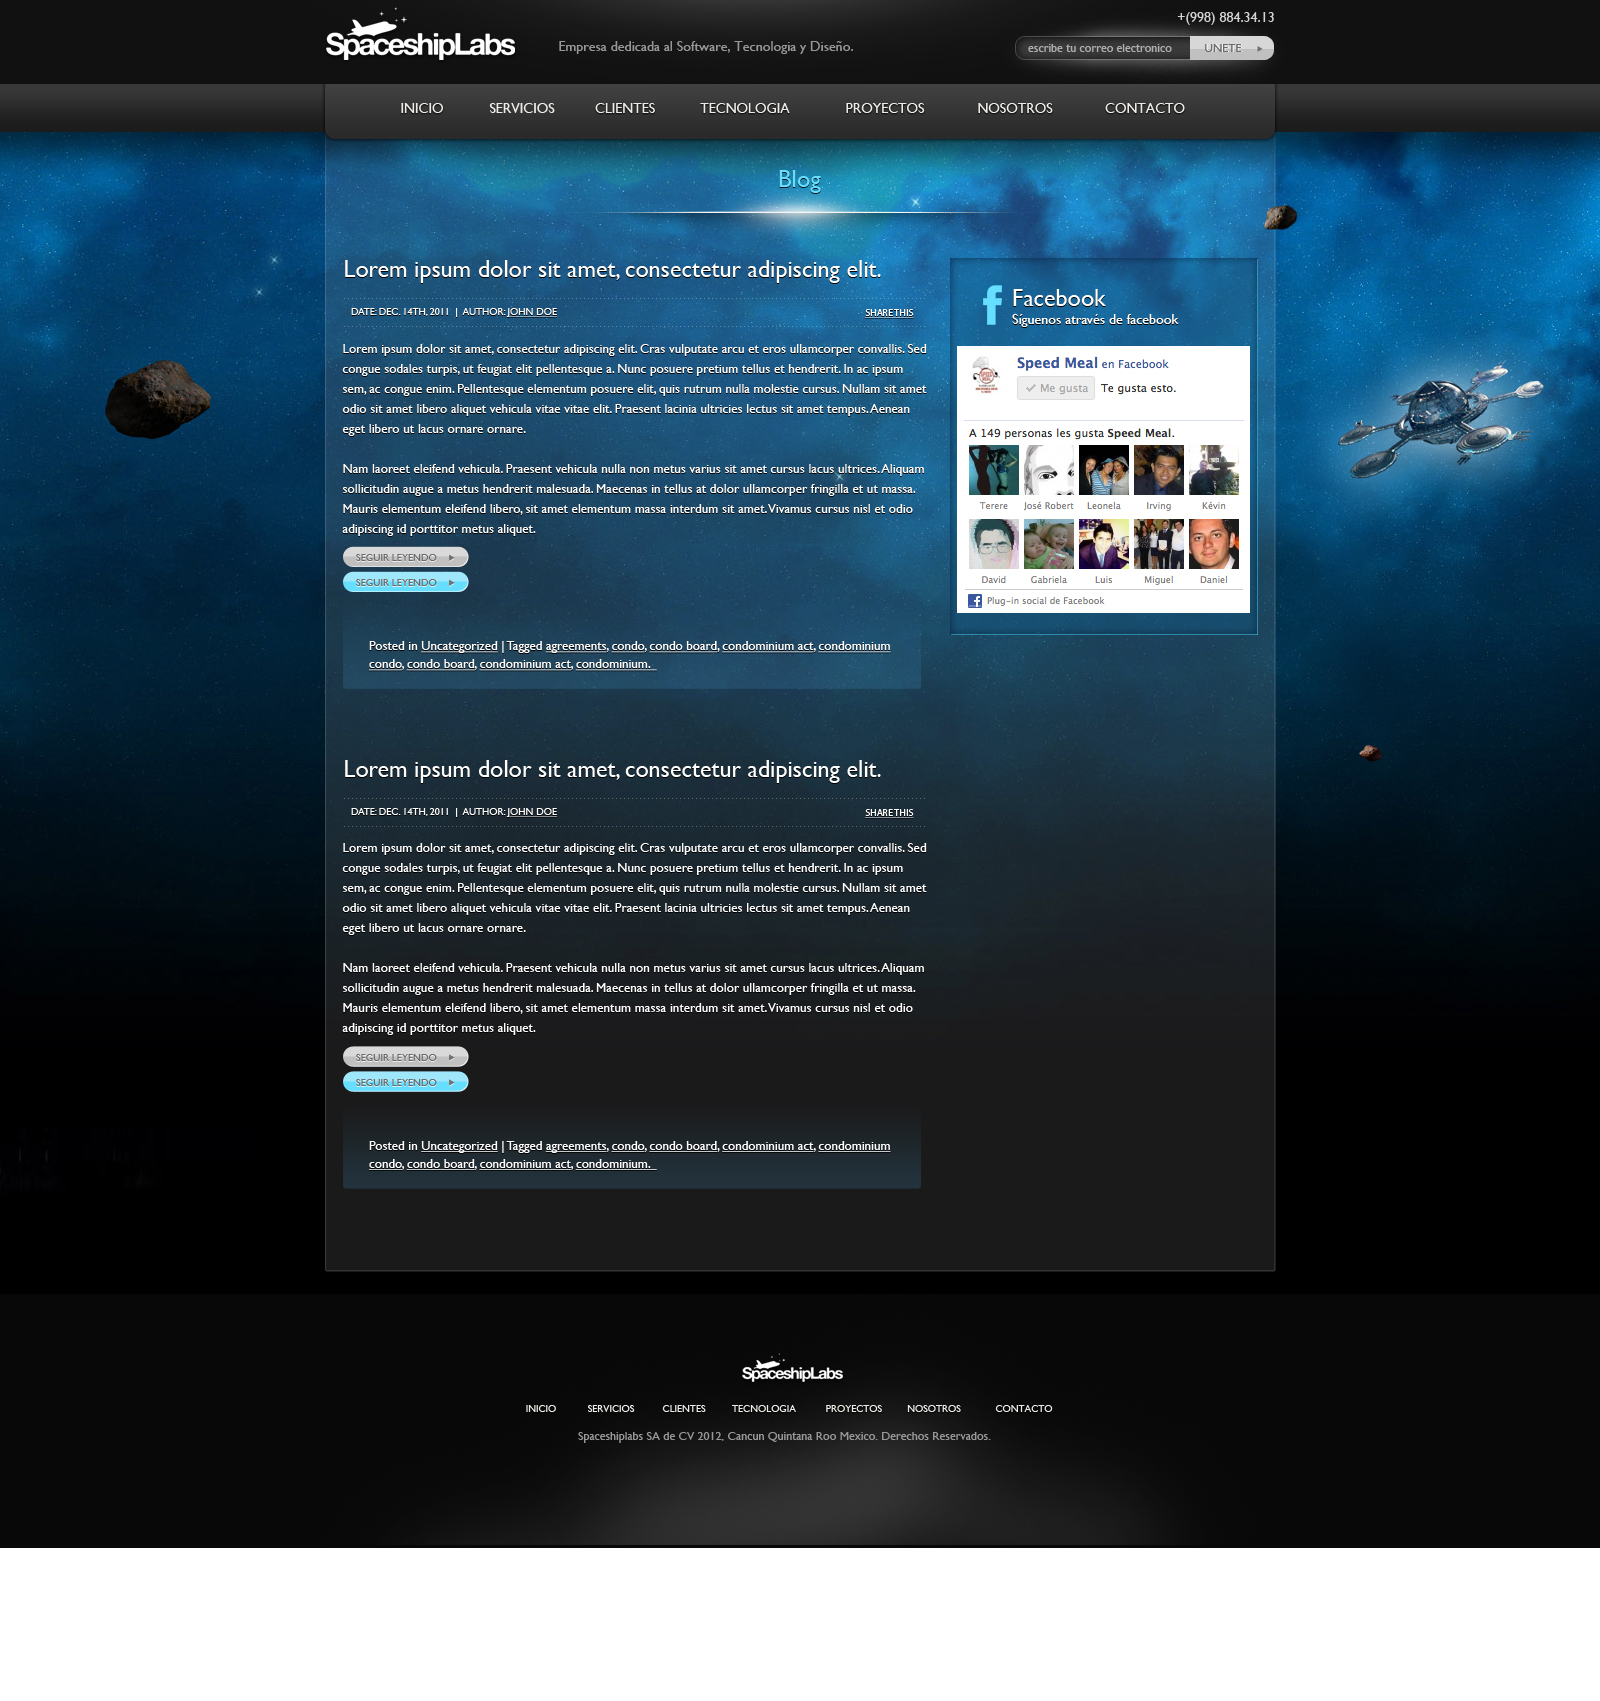 SpaceshipLabs
Empresa dedicada al Software, Tecnologia y Diseño.
+(998) 884.34.13
escribe tu correo electronico
UNETE
INICIO SERVICIOS CLIENTES TECNOLOGIA PROYECTOS NOSOTROS CONTACTO
Blog
Lorem ipsum dolor sit amet, consectetur adipiscing elit.
DATE: DEC. 14TH, 2011 | AUTHOR: JOHN DOE
SHARETHIS
Lorem ipsum dolor sit amet, consectetur adipiscing elit. Cras vulputate arcu et eros ullamcorper convallis. Sed
congue sodales turpis, ut feugiat elit pellentesque a. Nunc posuere pretium tellus et hendrerit. In ac ipsum
sem, ac congue enim. Pellentesque elementum posuere elit, quis rutrum nulla molestie cursus. Nullam sit amet
odio sit amet libero aliquet vehicula vitae vitae elit. Praesent lacinia ultricies lectus sit amet tempus. Aenean
eget libero ut lacus ornare ornare.
Nam laoreet eleifend vehicula. Praesent vehicula nulla non metus varius sit amet cursus lacus ultrices. Aliquam
sollicitudin augue a metus hendrerit malesuada. Maecenas in tellus at dolor ullamcorper fringilla et ut massa.
Mauris elementum eleifend libero, sit amet elementum massa interdum sit amet. Vivamus cursus nisl et odio
adipiscing id porttitor metus aliquet.
SEGUIR LEYENDO
SEGUIR LEYENDO
Posted in Uncategorized | Tagged agreements, condo, condo board, condominium act, condominium
condo, condo board, condominium act, condominium.
Facebook
Síguenos através de facebook
Speed Meal en Facebook
Me gusta Te gusta esto.
A 149 personas les gusta Speed Meal.
Terere José Robert Leonela Irving Kévin
David Gabriela Luis Miguel Daniel
Plug-in social de Facebook
Lorem ipsum dolor sit amet, consectetur adipiscing elit.
DATE: DEC. 14TH, 2011 | AUTHOR: JOHN DOE
SHARETHIS
Lorem ipsum dolor sit amet, consectetur adipiscing elit. Cras vulputate arcu et eros ullamcorper convallis. Sed
congue sodales turpis, ut feugiat elit pellentesque a. Nunc posuere pretium tellus et hendrerit. In ac ipsum
sem, ac congue enim. Pellentesque elementum posuere elit, quis rutrum nulla molestie cursus. Nullam sit amet
odio sit amet libero aliquet vehicula vitae vitae elit. Praesent lacinia ultricies lectus sit amet tempus. Aenean
eget libero ut lacus ornare ornare.
Nam laoreet eleifend vehicula. Praesent vehicula nulla non metus varius sit amet cursus lacus ultrices. Aliquam
sollicitudin augue a metus hendrerit malesuada. Maecenas in tellus at dolor ullamcorper fringilla et ut massa.
Mauris elementum eleifend libero, sit amet elementum massa interdum sit amet. Vivamus cursus nisl et odio
adipiscing id porttitor metus aliquet.
SEGUIR LEYENDO
SEGUIR LEYENDO
Posted in Uncategorized | Tagged agreements, condo, condo board, condominium act, condominium
condo, condo board, condominium act, condominium.
SpaceshipLabs
INICIO SERVICIOS CLIENTES TECNOLOGIA PROYECTOS NOSOTROS CONTACTO
Spaceshiplabs SA de CV 2012, Cancun Quintana Roo Mexico. Derechos Reservados.